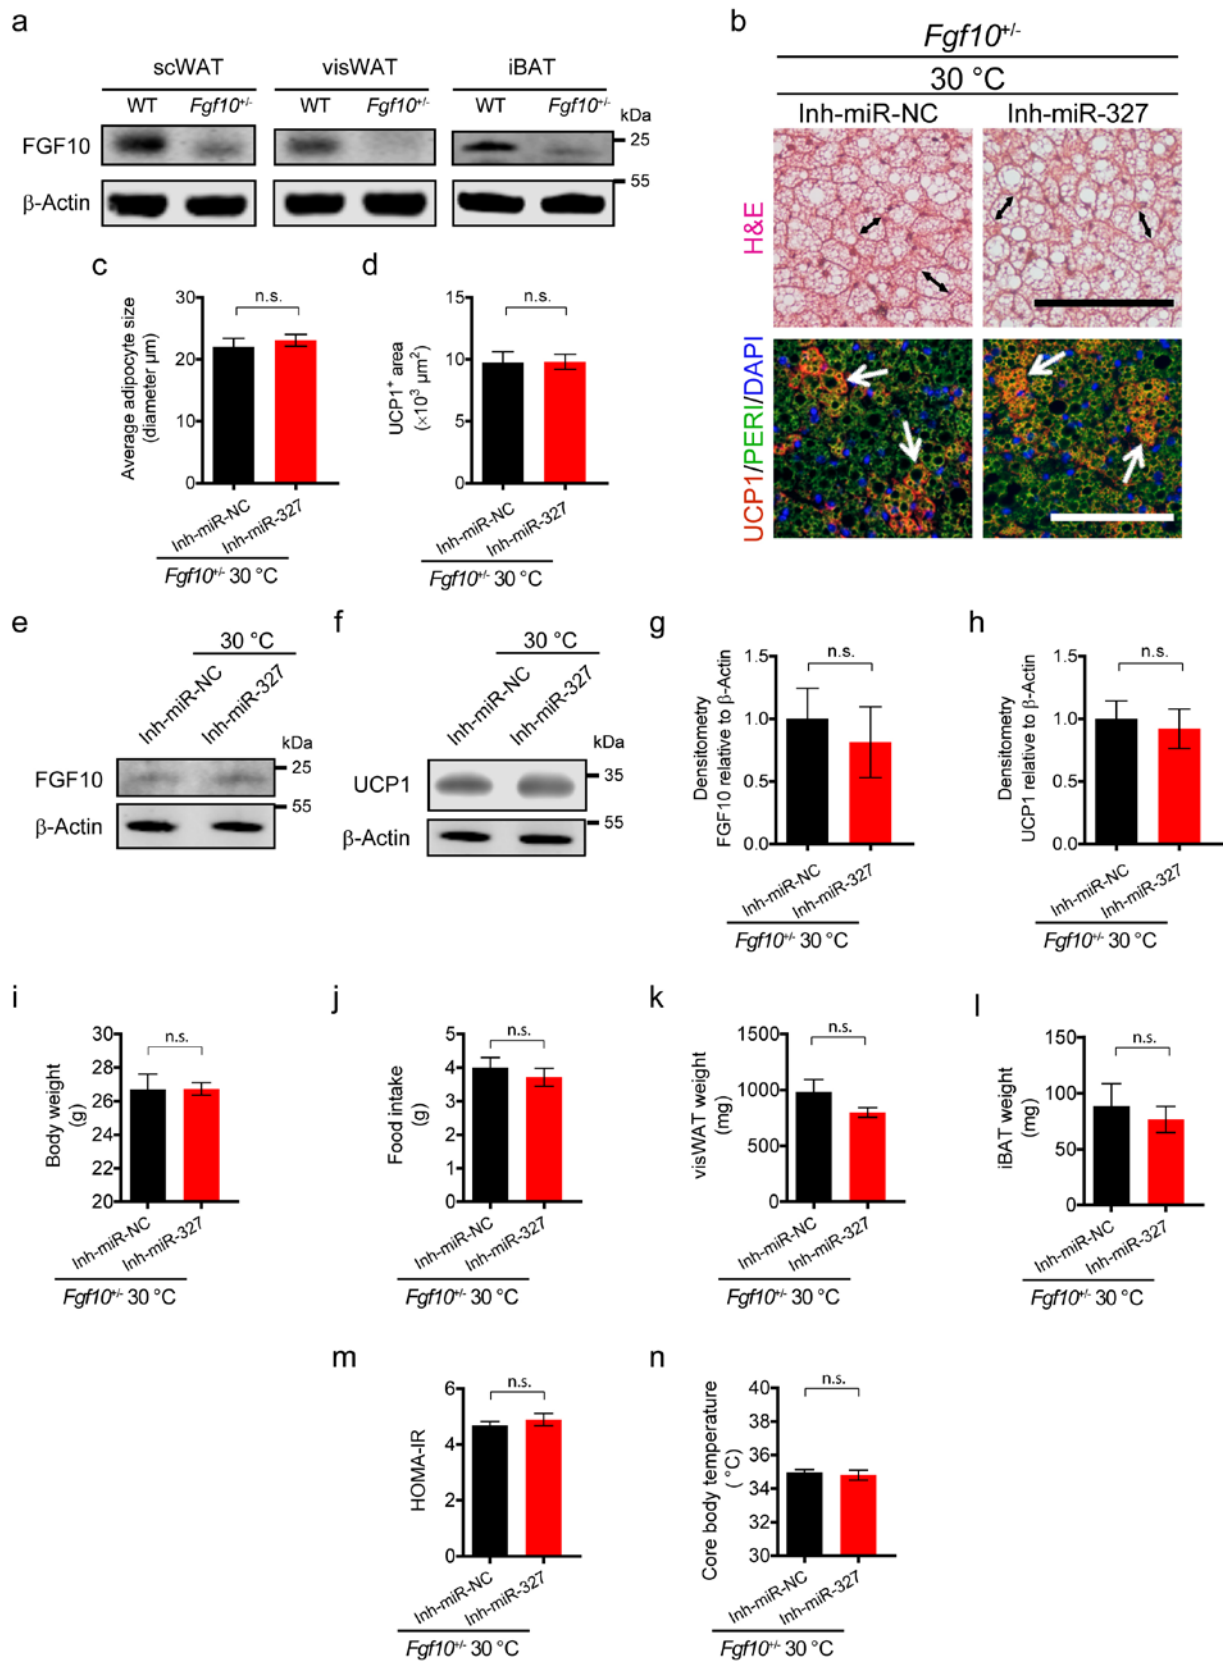 a
scWAT
visWAT
iBAT
WT
Fgf10+/-
WT
Fgf10+/-
WT
Fgf10+/-
kDa
FGF10
25
β-Actin
55
b
Fgf10+/-
30 °C
Inh-miR-NC
Inh-miR-327
H&E
UCP1/PERI/DAPI
c
Average adipocyte size
(diameter µm)
30
20
10
0
n.s.
Inh-miR-NC
Inh-miR-327
Fgf10+/- 30 °C
d
UCP1+ area
(×10³ µm²)
15
10
5
0
n.s.
Inh-miR-NC
Inh-miR-327
Fgf10+/- 30 °C
e
30 °C
Inh-miR-NC
Inh-miR-327
kDa
FGF10
25
55
β-Actin
f
30 °C
Inh-miR-NC
Inh-miR-327
kDa
UCP1
35
55
β-Actin
g
Densitometry
FGF10 relative to β-Actin
1.5
1.0
0.5
0.0
n.s.
Inh-miR-NC
Inh-miR-327
Fgf10+/- 30 °C
h
Densitometry
UCP1 relative to β-Actin
1.5
1.0
0.5
0.0
n.s.
Inh-miR-NC
Inh-miR-327
Fgf10+/- 30 °C
i
Body weight
(g)
30
28
26
24
22
20
n.s.
Inh-miR-NC
Inh-miR-327
Fgf10+/- 30 °C
j
Food intake
(g)
5
4
3
2
1
0
n.s.
Inh-miR-NC
Inh-miR-327
Fgf10+/- 30 °C
k
visWAT weight
(mg)
1500
1000
500
0
n.s.
Inh-miR-NC
Inh-miR-327
Fgf10+/- 30 °C
l
iBAT weight
(mg)
150
100
50
0
n.s.
Inh-miR-NC
Inh-miR-327
Fgf10+/- 30 °C
m
HOMA-IR
6
4
2
0
n.s.
Inh-miR-NC
Inh-miR-327
Fgf10+/- 30 °C
n
Core body temperature
( °C)
40
38
36
34
32
30
n.s.
Inh-miR-NC
Inh-miR-327
Fgf10+/- 30 °C